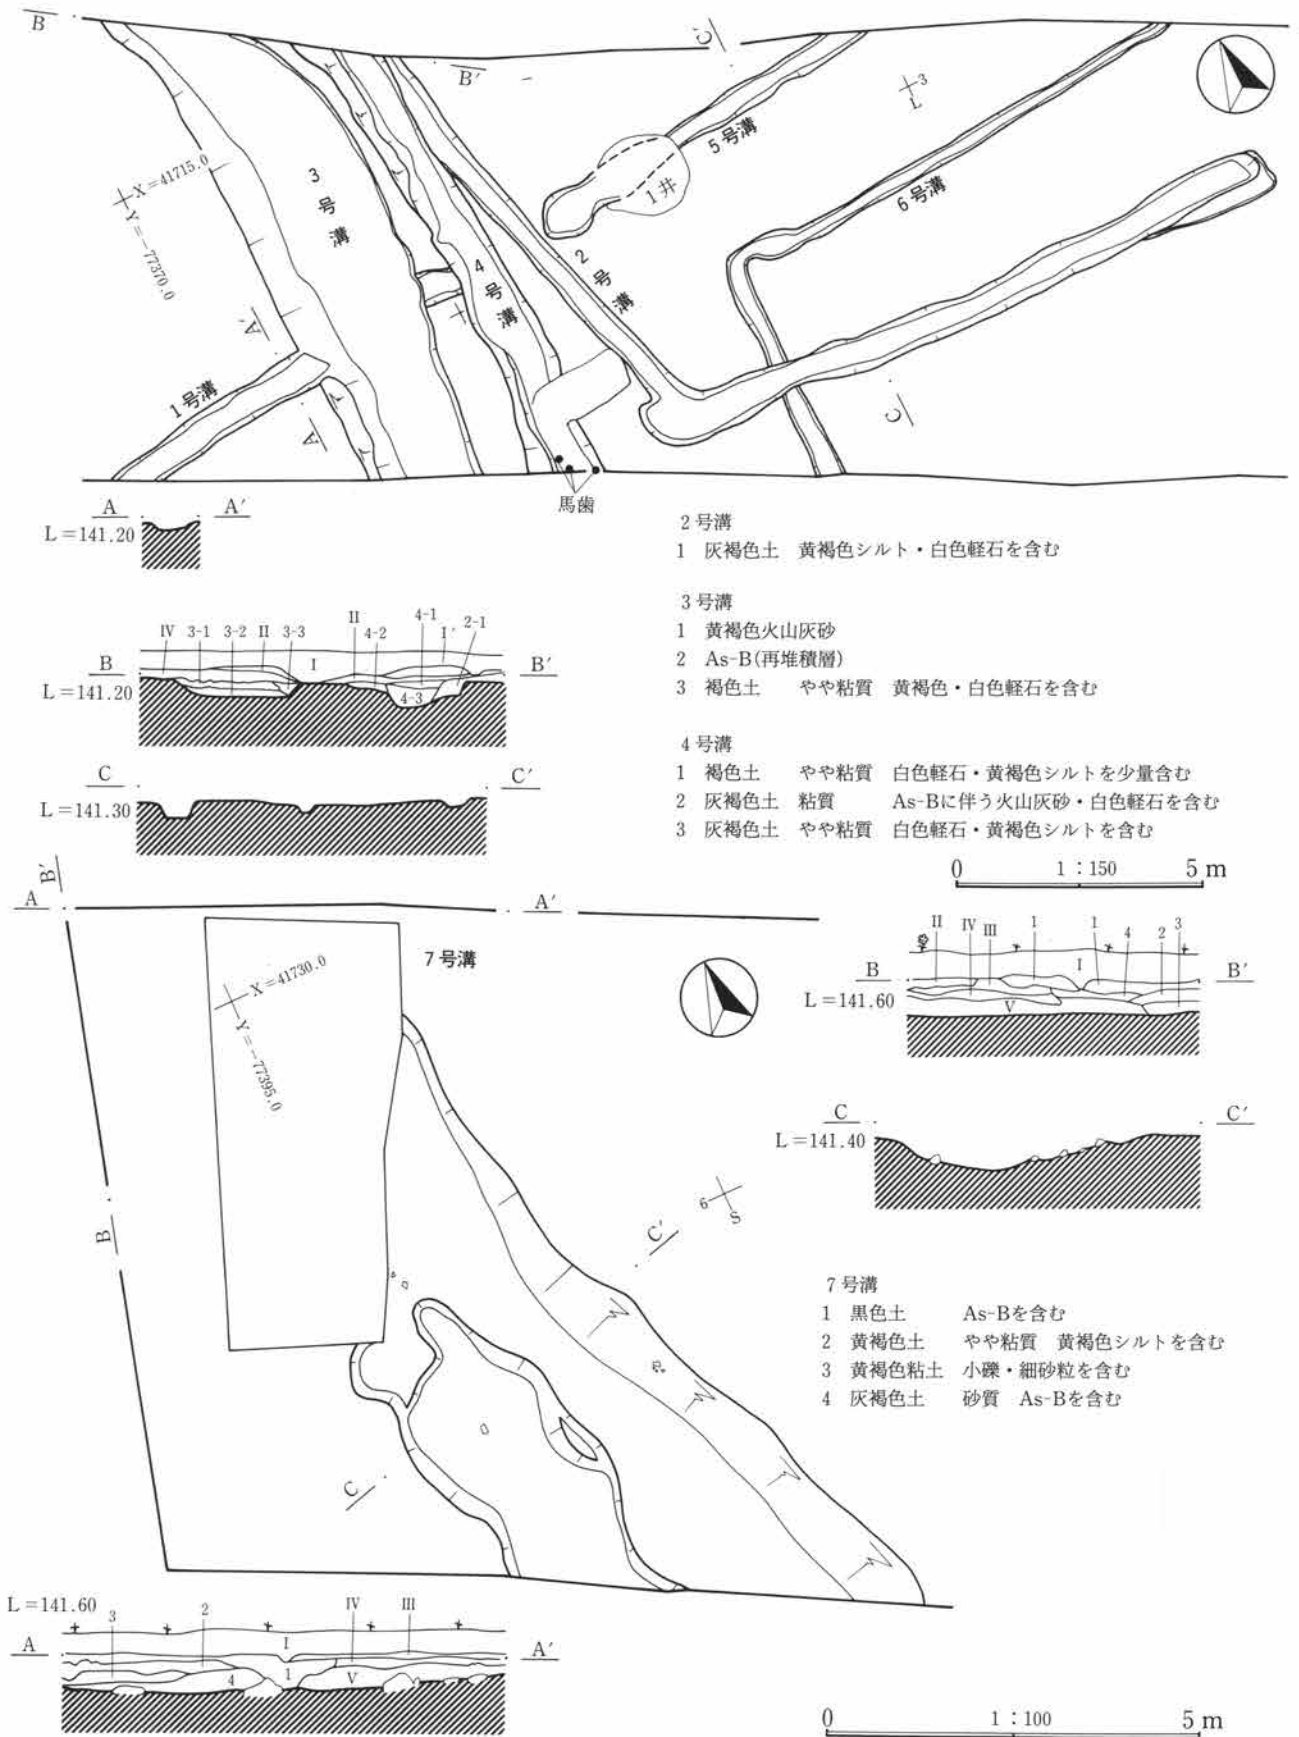 B
B'
C'
3
L
X=41715.0
Y=-77370.0
3号溝
4号溝
2号溝
1井
5号溝
6号溝
A'
1号溝
A
C
馬歯
A A'
L=141.20
IV 3-1 3-2 II 3-3 II 4-2 4-1 I' 2-1
I
B B'
L=141.20
4-3
C C'
L=141.30
2号溝
1 灰褐色土 黄褐色シルト・白色軽石を含む
3号溝
1 黄褐色火山灰砂
2 As-B(再堆積層)
3 褐色土 やや粘質 黄褐色・白色軽石を含む
4号溝
1 褐色土 やや粘質 白色軽石・黄褐色シルトを少量含む
2 灰褐色土 粘質 As-Bに伴う火山灰砂・白色軽石を含む
3 灰褐色土 やや粘質 白色軽石・黄褐色シルトを含む
0 1:150 5m
B'
A A'
7号溝
X=41730.0
Y=-77395.0
B
6
S
C'
C
II IV III 1 1 4 2 3
I
B B'
L=141.60
V
C C'
L=141.40
7号溝
1 黒色土 As-Bを含む
2 黄褐色土 やや粘質 黄褐色シルトを含む
3 黄褐色粘土 小礫・細砂粒を含む
4 灰褐色土 砂質 As-Bを含む
L=141.60
3 2 IV III
I
A A'
4 1 V
0 1:100 5m